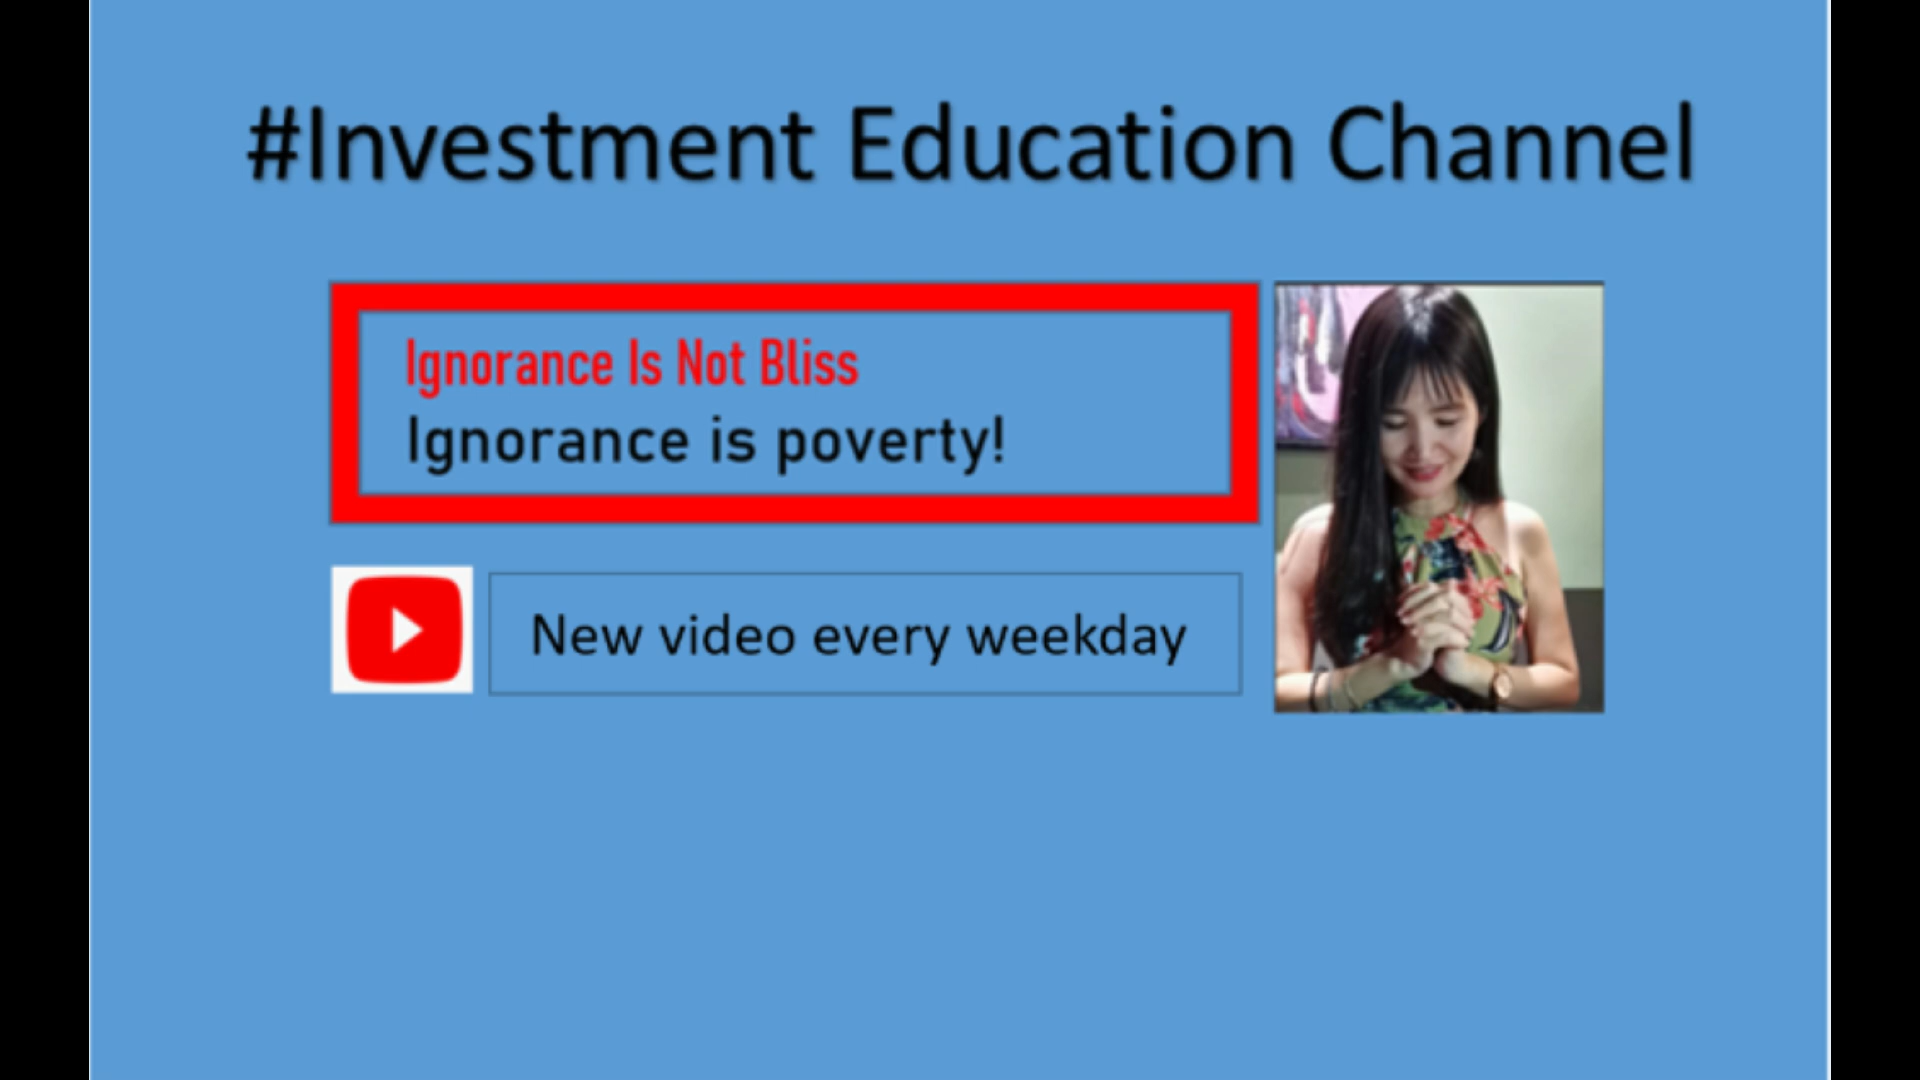 #Investment Education Channel
Ignorance Is Not Bliss
Ignorance is poverty!
New video every weekday